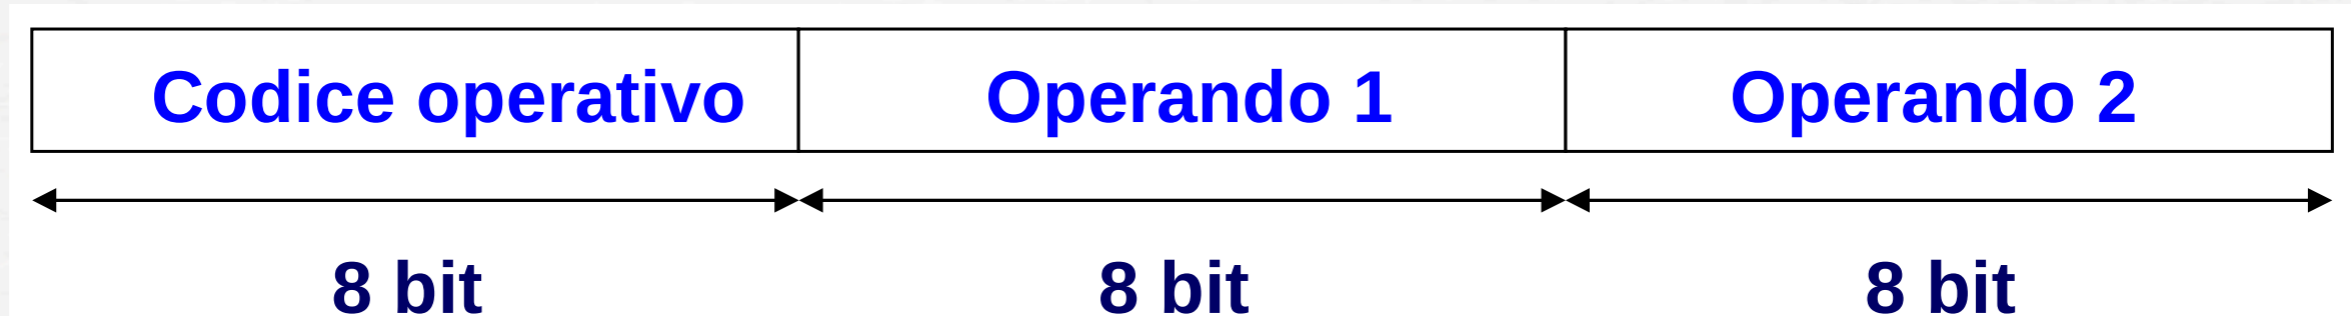 Codice operativo Operando 1 Operando 2
8 bit 8 bit 8 bit